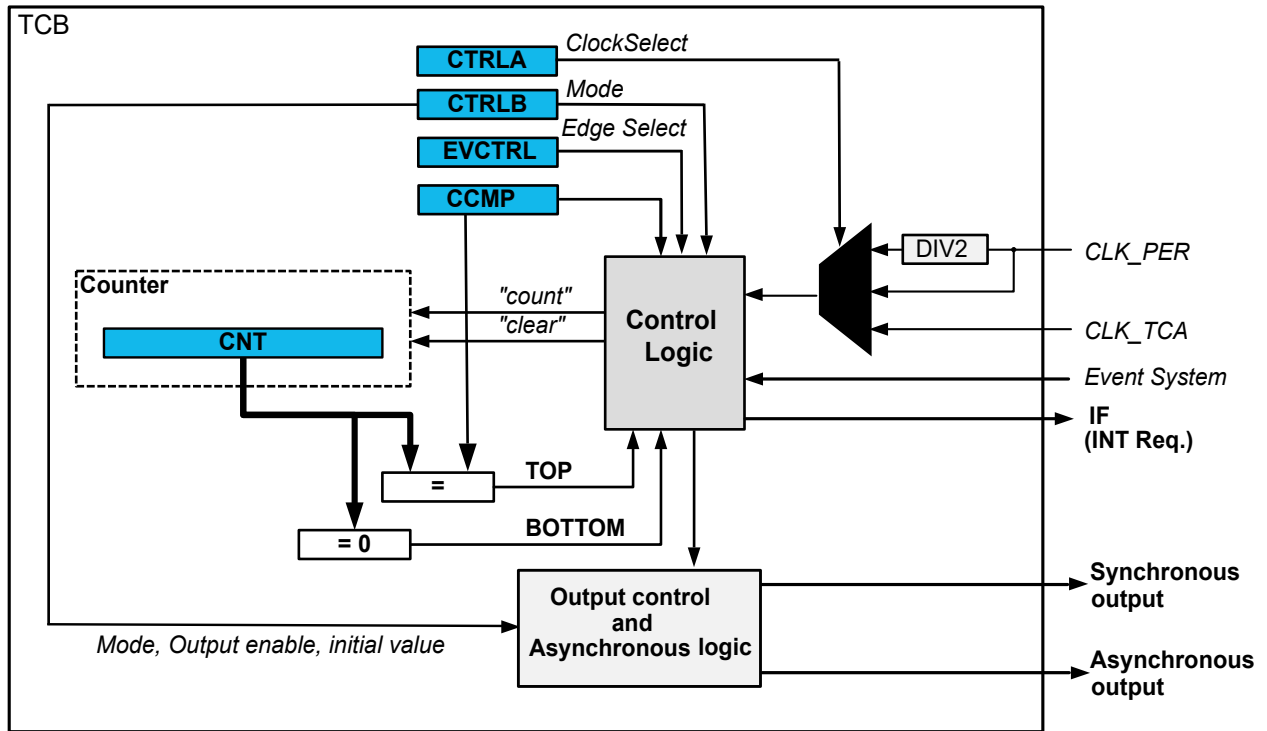 TCB
CTRLA
ClockSelect
CTRLB
Mode
EVCTRL
Edge Select
CCMP
DIV2
CLK_PER
Counter
"count"
CNT
"clear"
Control
Logic
CLK_TCA
Event System
IF
(INT Req.)
=
TOP
= 0
BOTTOM
Output control
and
Asynchronous logic
Synchronous
output
Mode, Output enable, initial value
Asynchronous
output